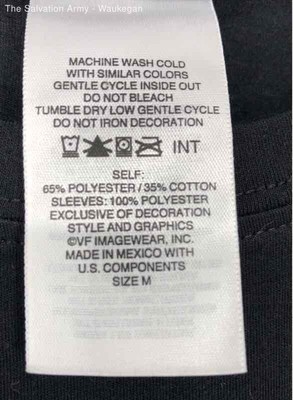 The Salvation Army - Waukegan
MACHINE WASH COLD
WITH SIMILAR COLORS
GENTLE CYCLE INSIDE OUT
DO NOT BLEACH
TUMBLE DRY LOW GENTLE CYCLE
DO NOT IRON DECORATION
INT
SELF:
65% POLYESTER / 35% COTTON
SLEEVES: 100% POLYESTER
EXCLUSIVE OF DECORATION
STYLE AND GRAPHICS
©VF IMAGEWEAR, INC.
MADE IN MEXICO WITH
U.S. COMPONENTS
SIZE M